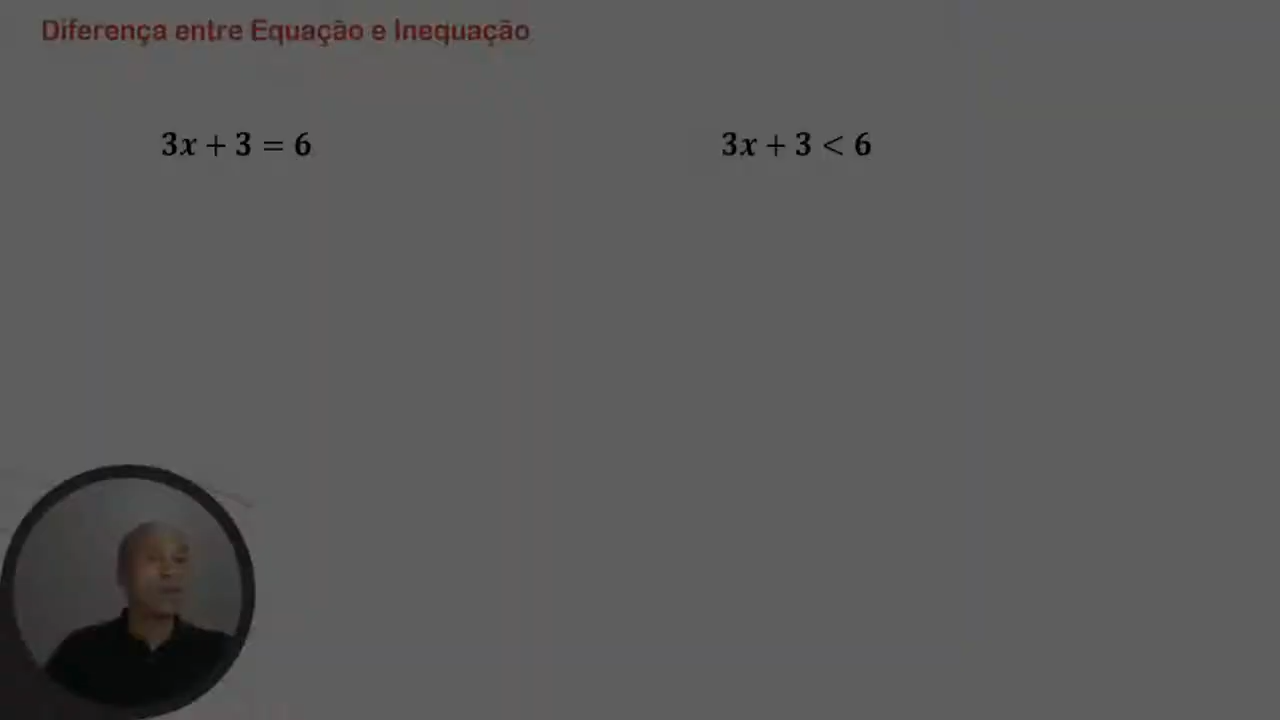 Diferença entre Equação e Inequação
3x + 3 = 6
3x + 3 < 6